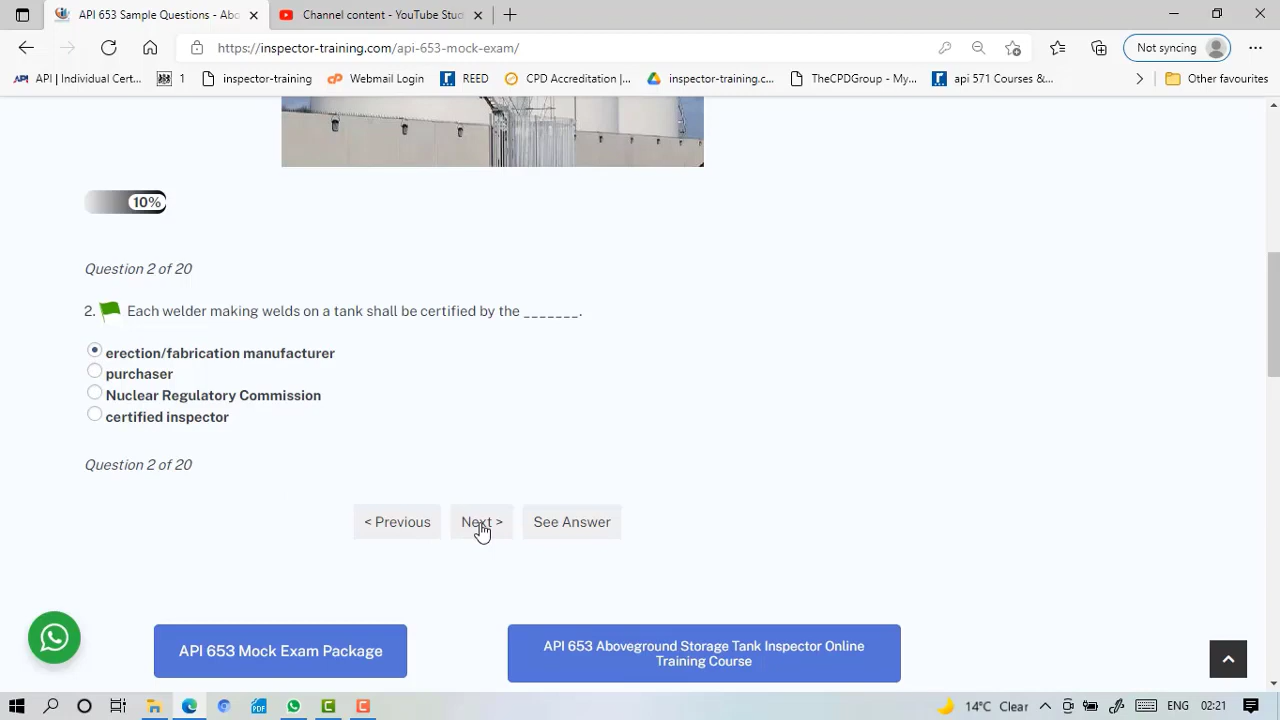 API 653 Sample Questions - Abo
Channel content - YouTube Stud
https://inspector-training.com/api-653-mock-exam/
Not syncing
API | Individual Cert...
1
inspector-training
Webmail Login
REED
CPD Accreditation |...
inspector-training.c...
TheCPDGroup - My...
api 571 Courses &...
Other favourites
10%
Question 2 of 20
2. Each welder making welds on a tank shall be certified by the _______.
erection/fabrication manufacturer
purchaser
Nuclear Regulatory Commission
certified inspector
Question 2 of 20
< Previous
Next >
See Answer
API 653 Mock Exam Package
API 653 Aboveground Storage Tank Inspector Online
Training Course
14°C Clear
ENG
02:21